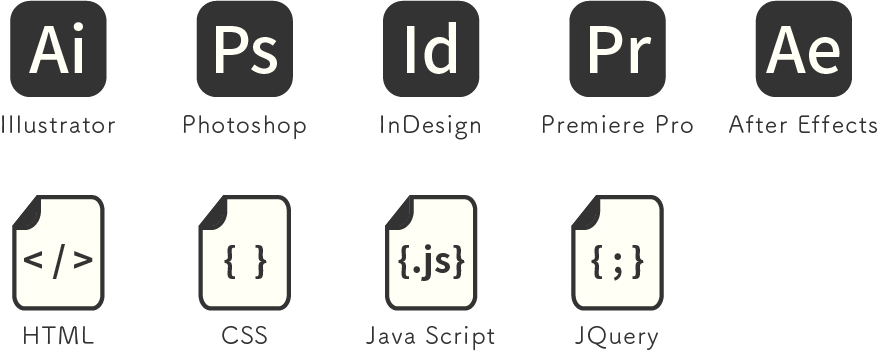 Ai Ps Id Pr Ae
Illustrator Photoshop InDesign Premiere Pro After Effects
</> { } {.js} { ; }
HTML CSS Java Script JQuery